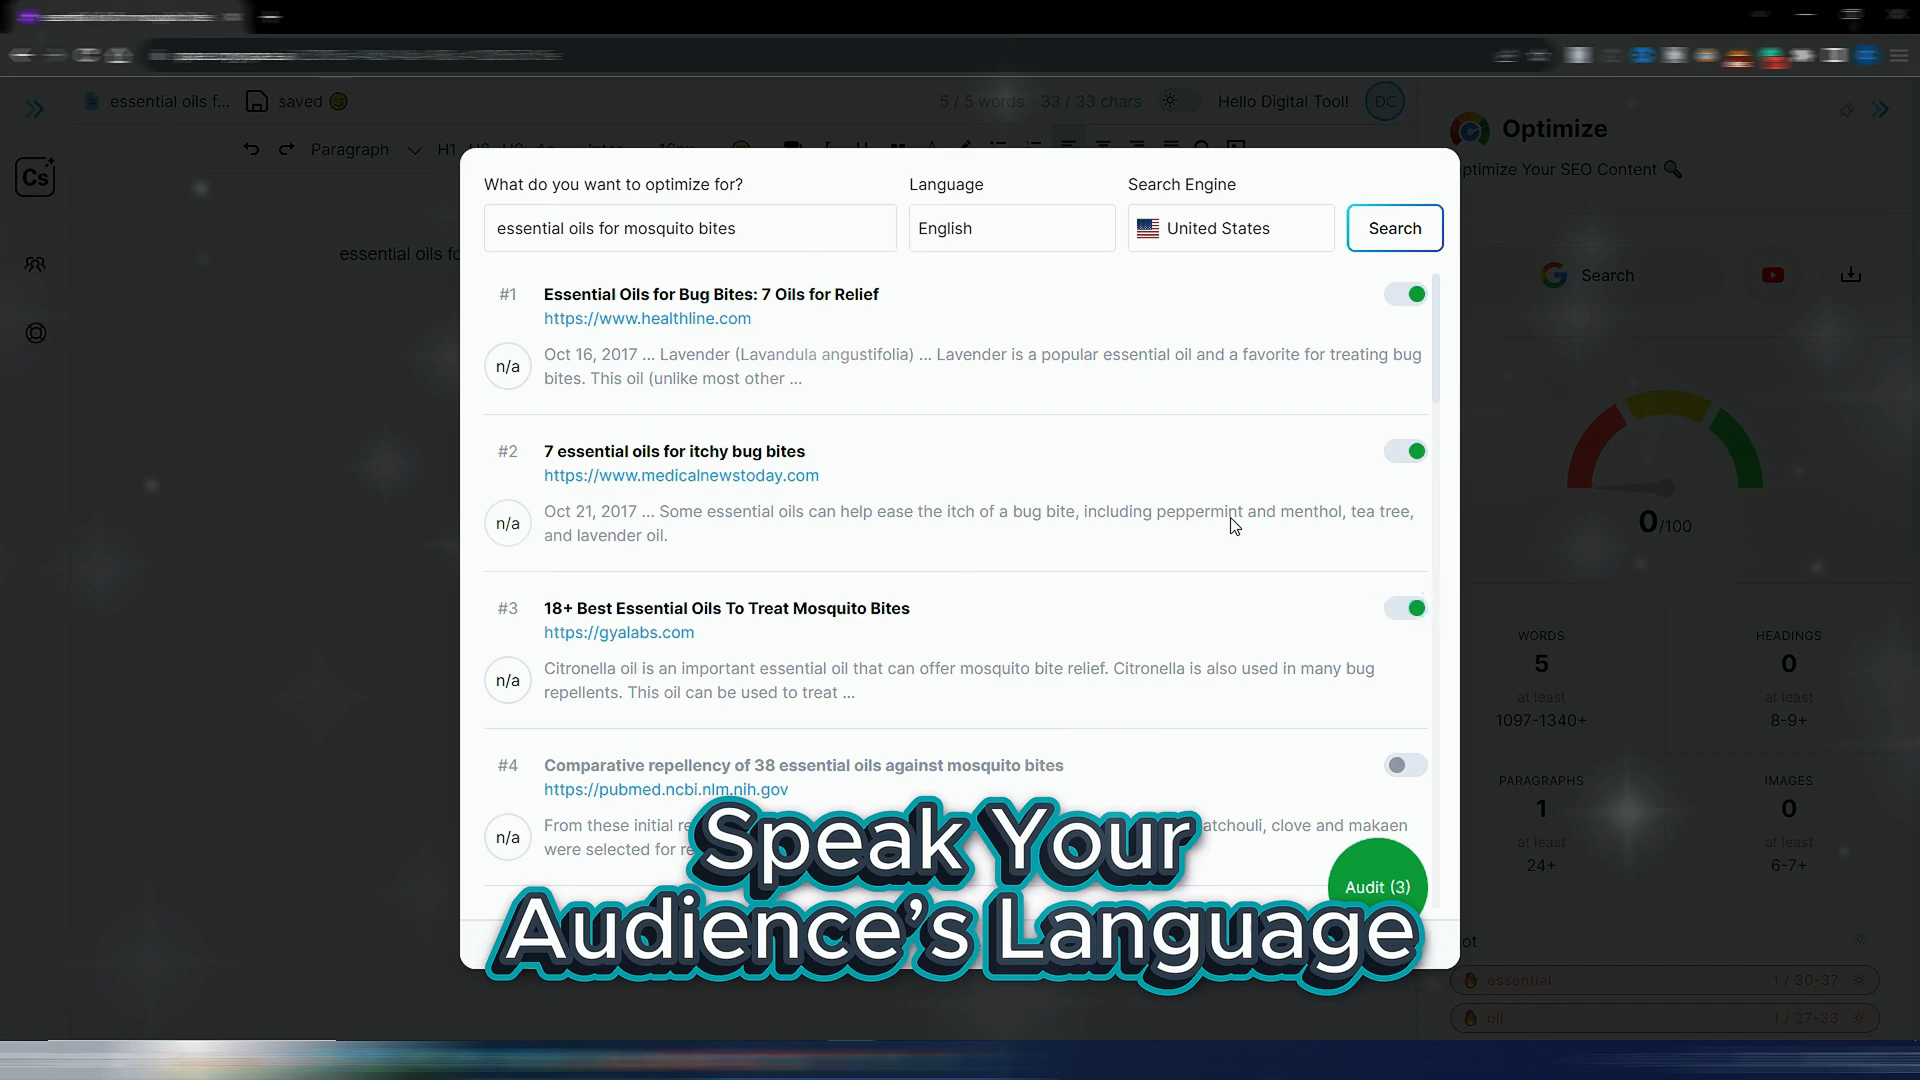 essential oils f... saved
5 / 5 words 33 / 33 chars Hello Digital Tool! DC
Optimize
Optimize Your SEO Content
Cs
Paragraph H1
What do you want to optimize for? Language Search Engine
essential oils for mosquito bites English United States Search
essential oils fo
Search
#1 Essential Oils for Bug Bites: 7 Oils for Relief
https://www.healthline.com
n/a
Oct 16, 2017 ... Lavender (Lavandula angustifolia) ... Lavender is a popular essential oil and a favorite for treating bug
bites. This oil (unlike most other ...
#2 7 essential oils for itchy bug bites
https://www.medicalnewstoday.com
n/a
Oct 21, 2017 ... Some essential oils can help ease the itch of a bug bite, including peppermint and menthol, tea tree,
and lavender oil.
0/100
#3 18+ Best Essential Oils To Treat Mosquito Bites
https://gyalabs.com
n/a
Citronella oil is an important essential oil that can offer mosquito bite relief. Citronella is also used in many bug
repellents. This oil can be used to treat ...
WORDS HEADINGS
5 0
at least at least
1097-1340+ 8-9+
#4 Comparative repellency of 38 essential oils against mosquito bites
https://pubmed.ncbi.nlm.nih.gov
n/a
From these initial re atchouli, clove and makaen
were selected for re
PARAGRAPHS IMAGES
1 0
at least at least
24+ 6-7+
Audit (3)
Speak Your
Audience's Language
ot
essential 1 / 30-37
oil 1 / 27-33